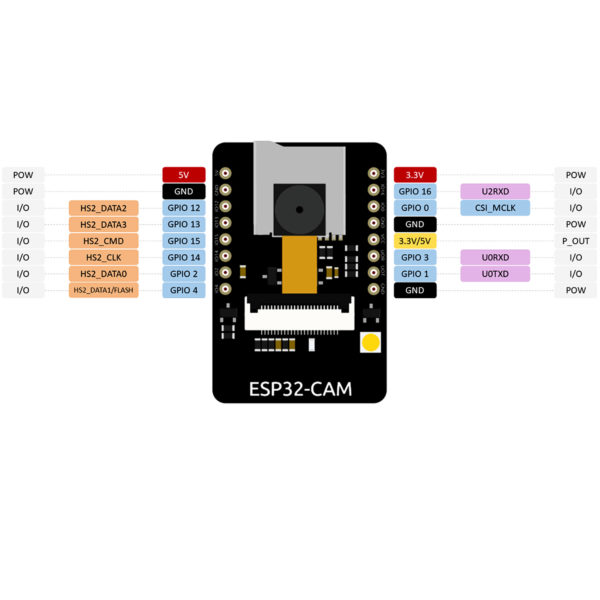 POW 5V 3.3V POW
POW GND GPIO 16 U2RXD I/O
I/O HS2_DATA2 GPIO 12 GPIO 0 CSI_MCLK I/O
I/O HS2_DATA3 GPIO 13 GND POW
I/O HS2_CMD GPIO 15 3.3V/5V P_OUT
I/O HS2_CLK GPIO 14 GPIO 3 U0RXD I/O
I/O HS2_DATA0 GPIO 2 GPIO 1 U0TXD I/O
I/O HS2_DATA1/FLASH GPIO 4 GND POW
ESP32-CAM